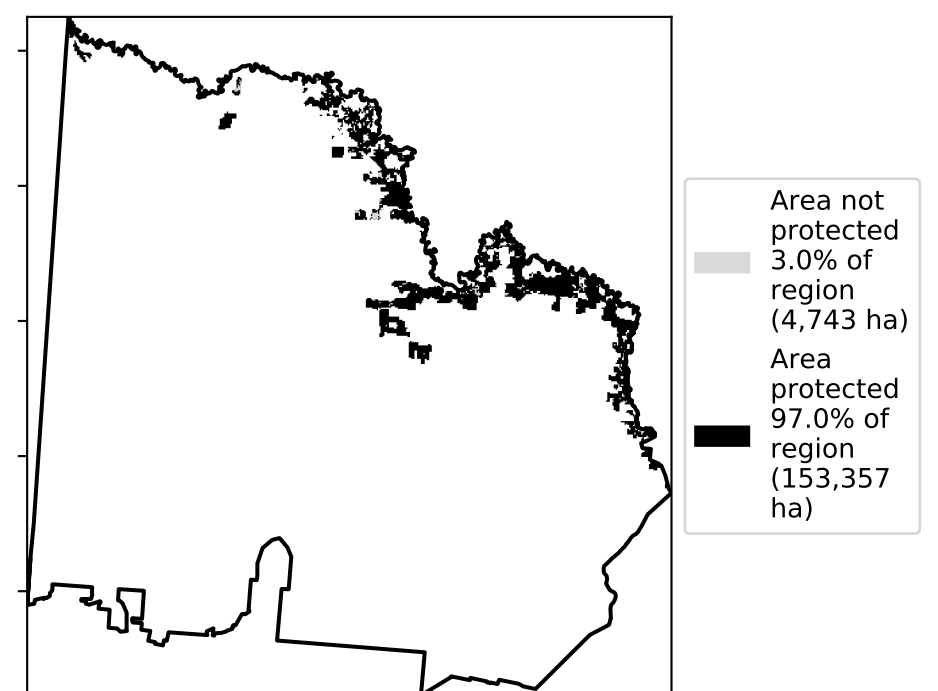 Area not
protected
3.0% of
region
(4,743 ha)
Area
protected
97.0% of
region
(153,357
ha)